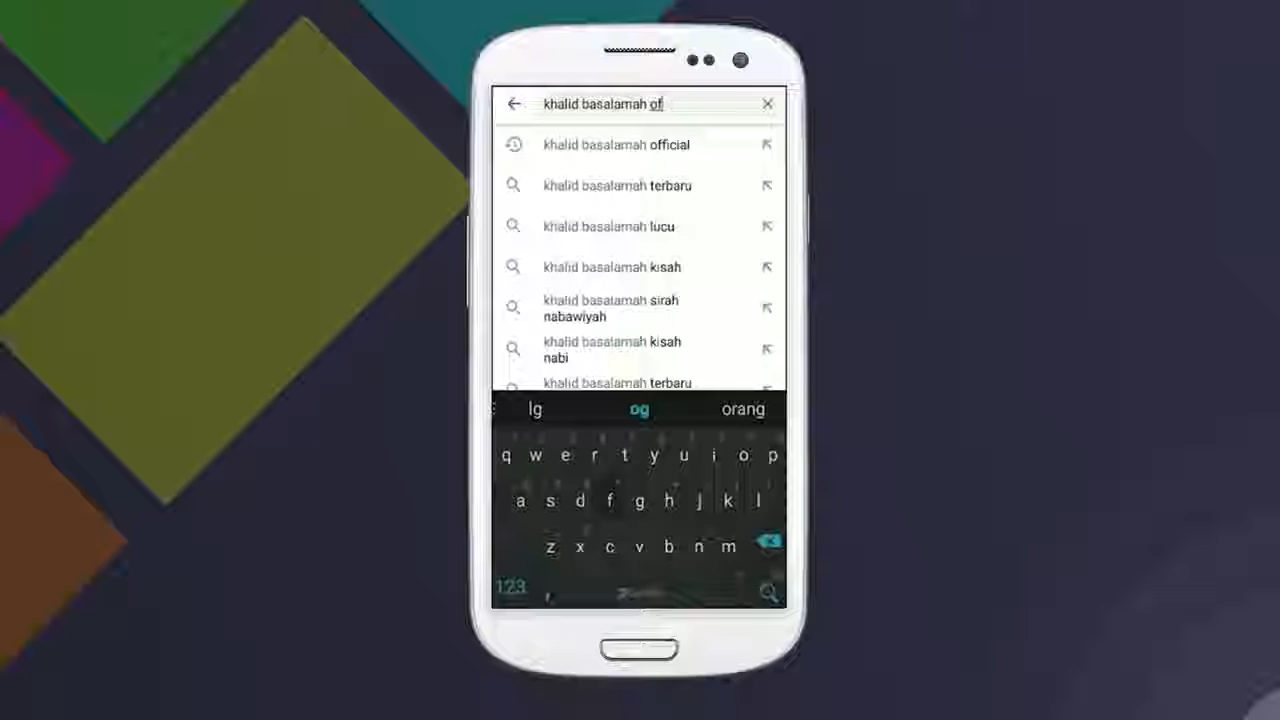 khalid basalamah of
khalid basalamah official
khalid basalamah terbaru
khalid basalamah lucu
khalid basalamah kisah
khalid basalamah sirah
nabawiyah
khalid basalamah kisah
nabi
khalid basalamah terbaru
lg og orang
q w e r t y u i o p
a s d f g h j k l
z x c v b n m
123 ,